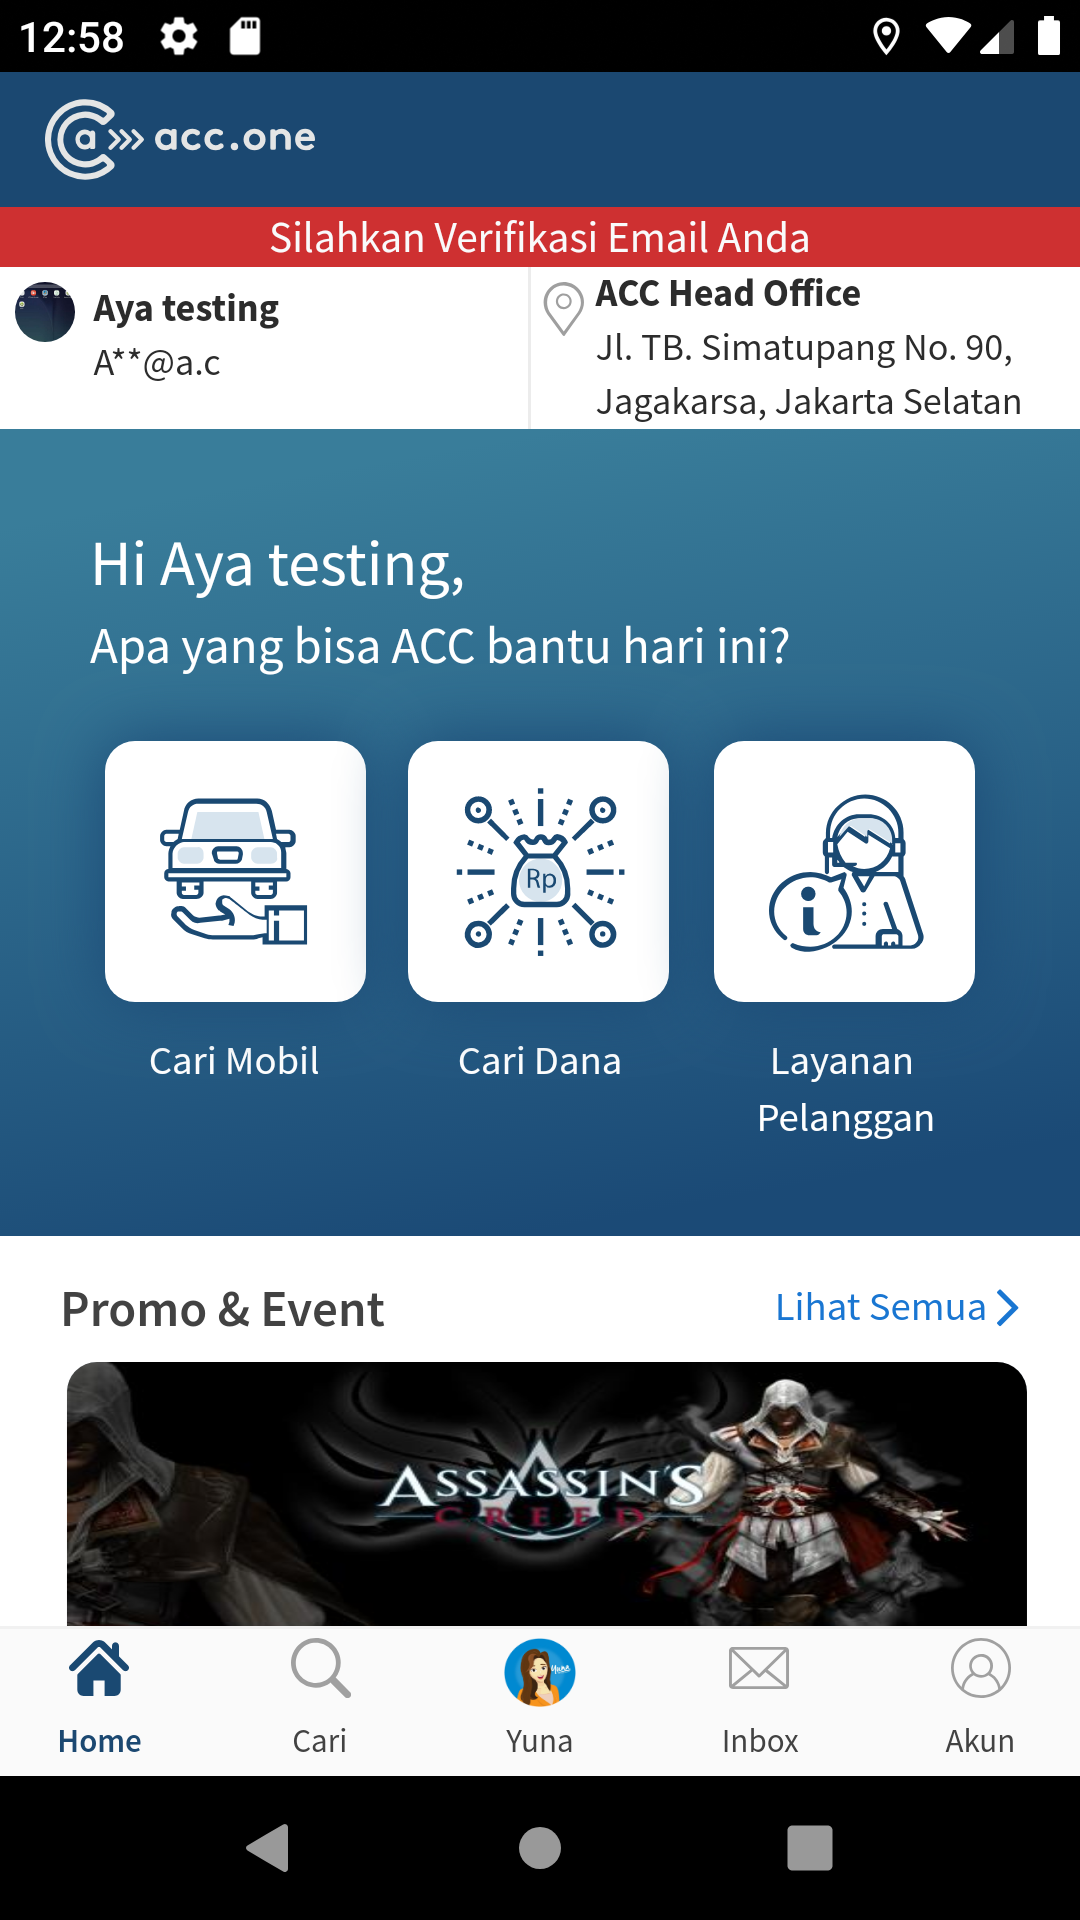 12:58
a acc.one
Silahkan Verifikasi Email Anda
Aya testing
A**@a.c
ACC Head Office
Jl. TB. Simatupang No. 90,
Jagakarsa, Jakarta Selatan
Hi Aya testing,
Apa yang bisa ACC bantu hari ini?
Rp
i
Cari Mobil
Cari Dana
Layanan
Pelanggan
Promo & Event
Lihat Semua
ASSASSIN'S
CREED
Yuna
Home
Cari
Yuna
Inbox
Akun